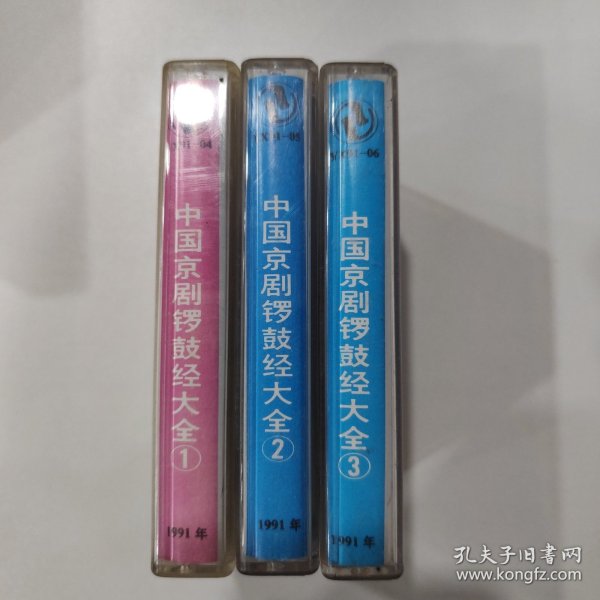 中国京剧锣鼓经大全①
1991年
中国京剧锣鼓经大全②
1991年
中国京剧锣鼓经大全③
1991年
孔夫子旧书网
www.kongfz.com